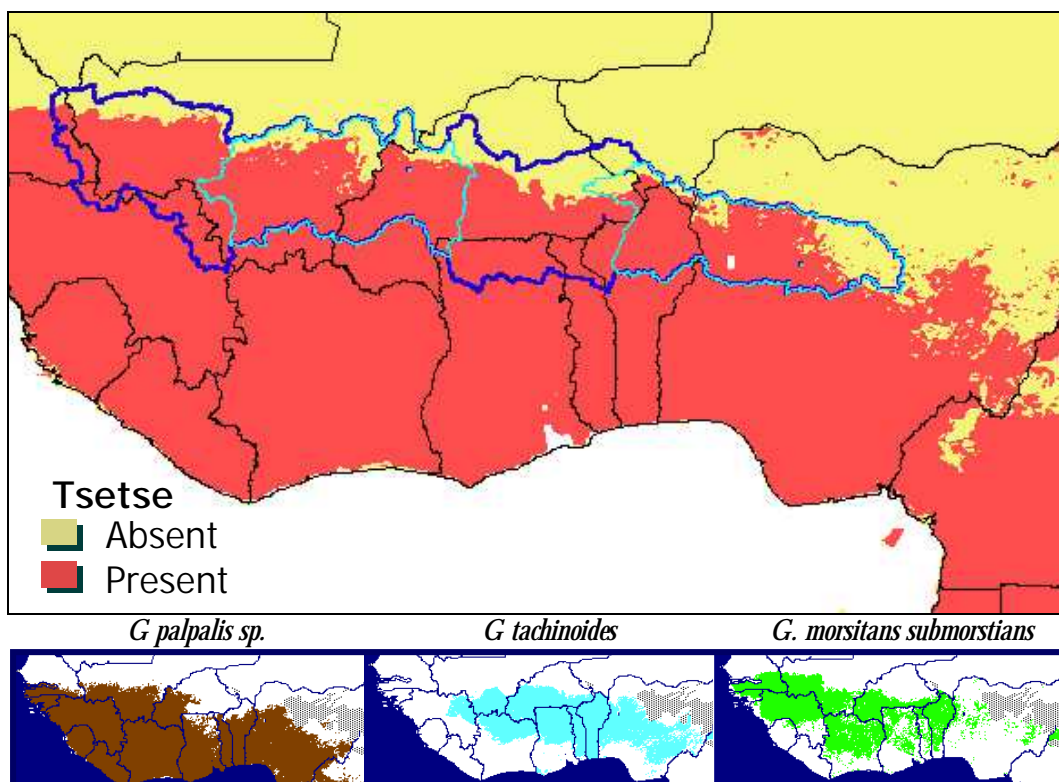 Tsetse
Absent
Present
G palpalis sp.
G tachinoides
G. morsitans submorstians